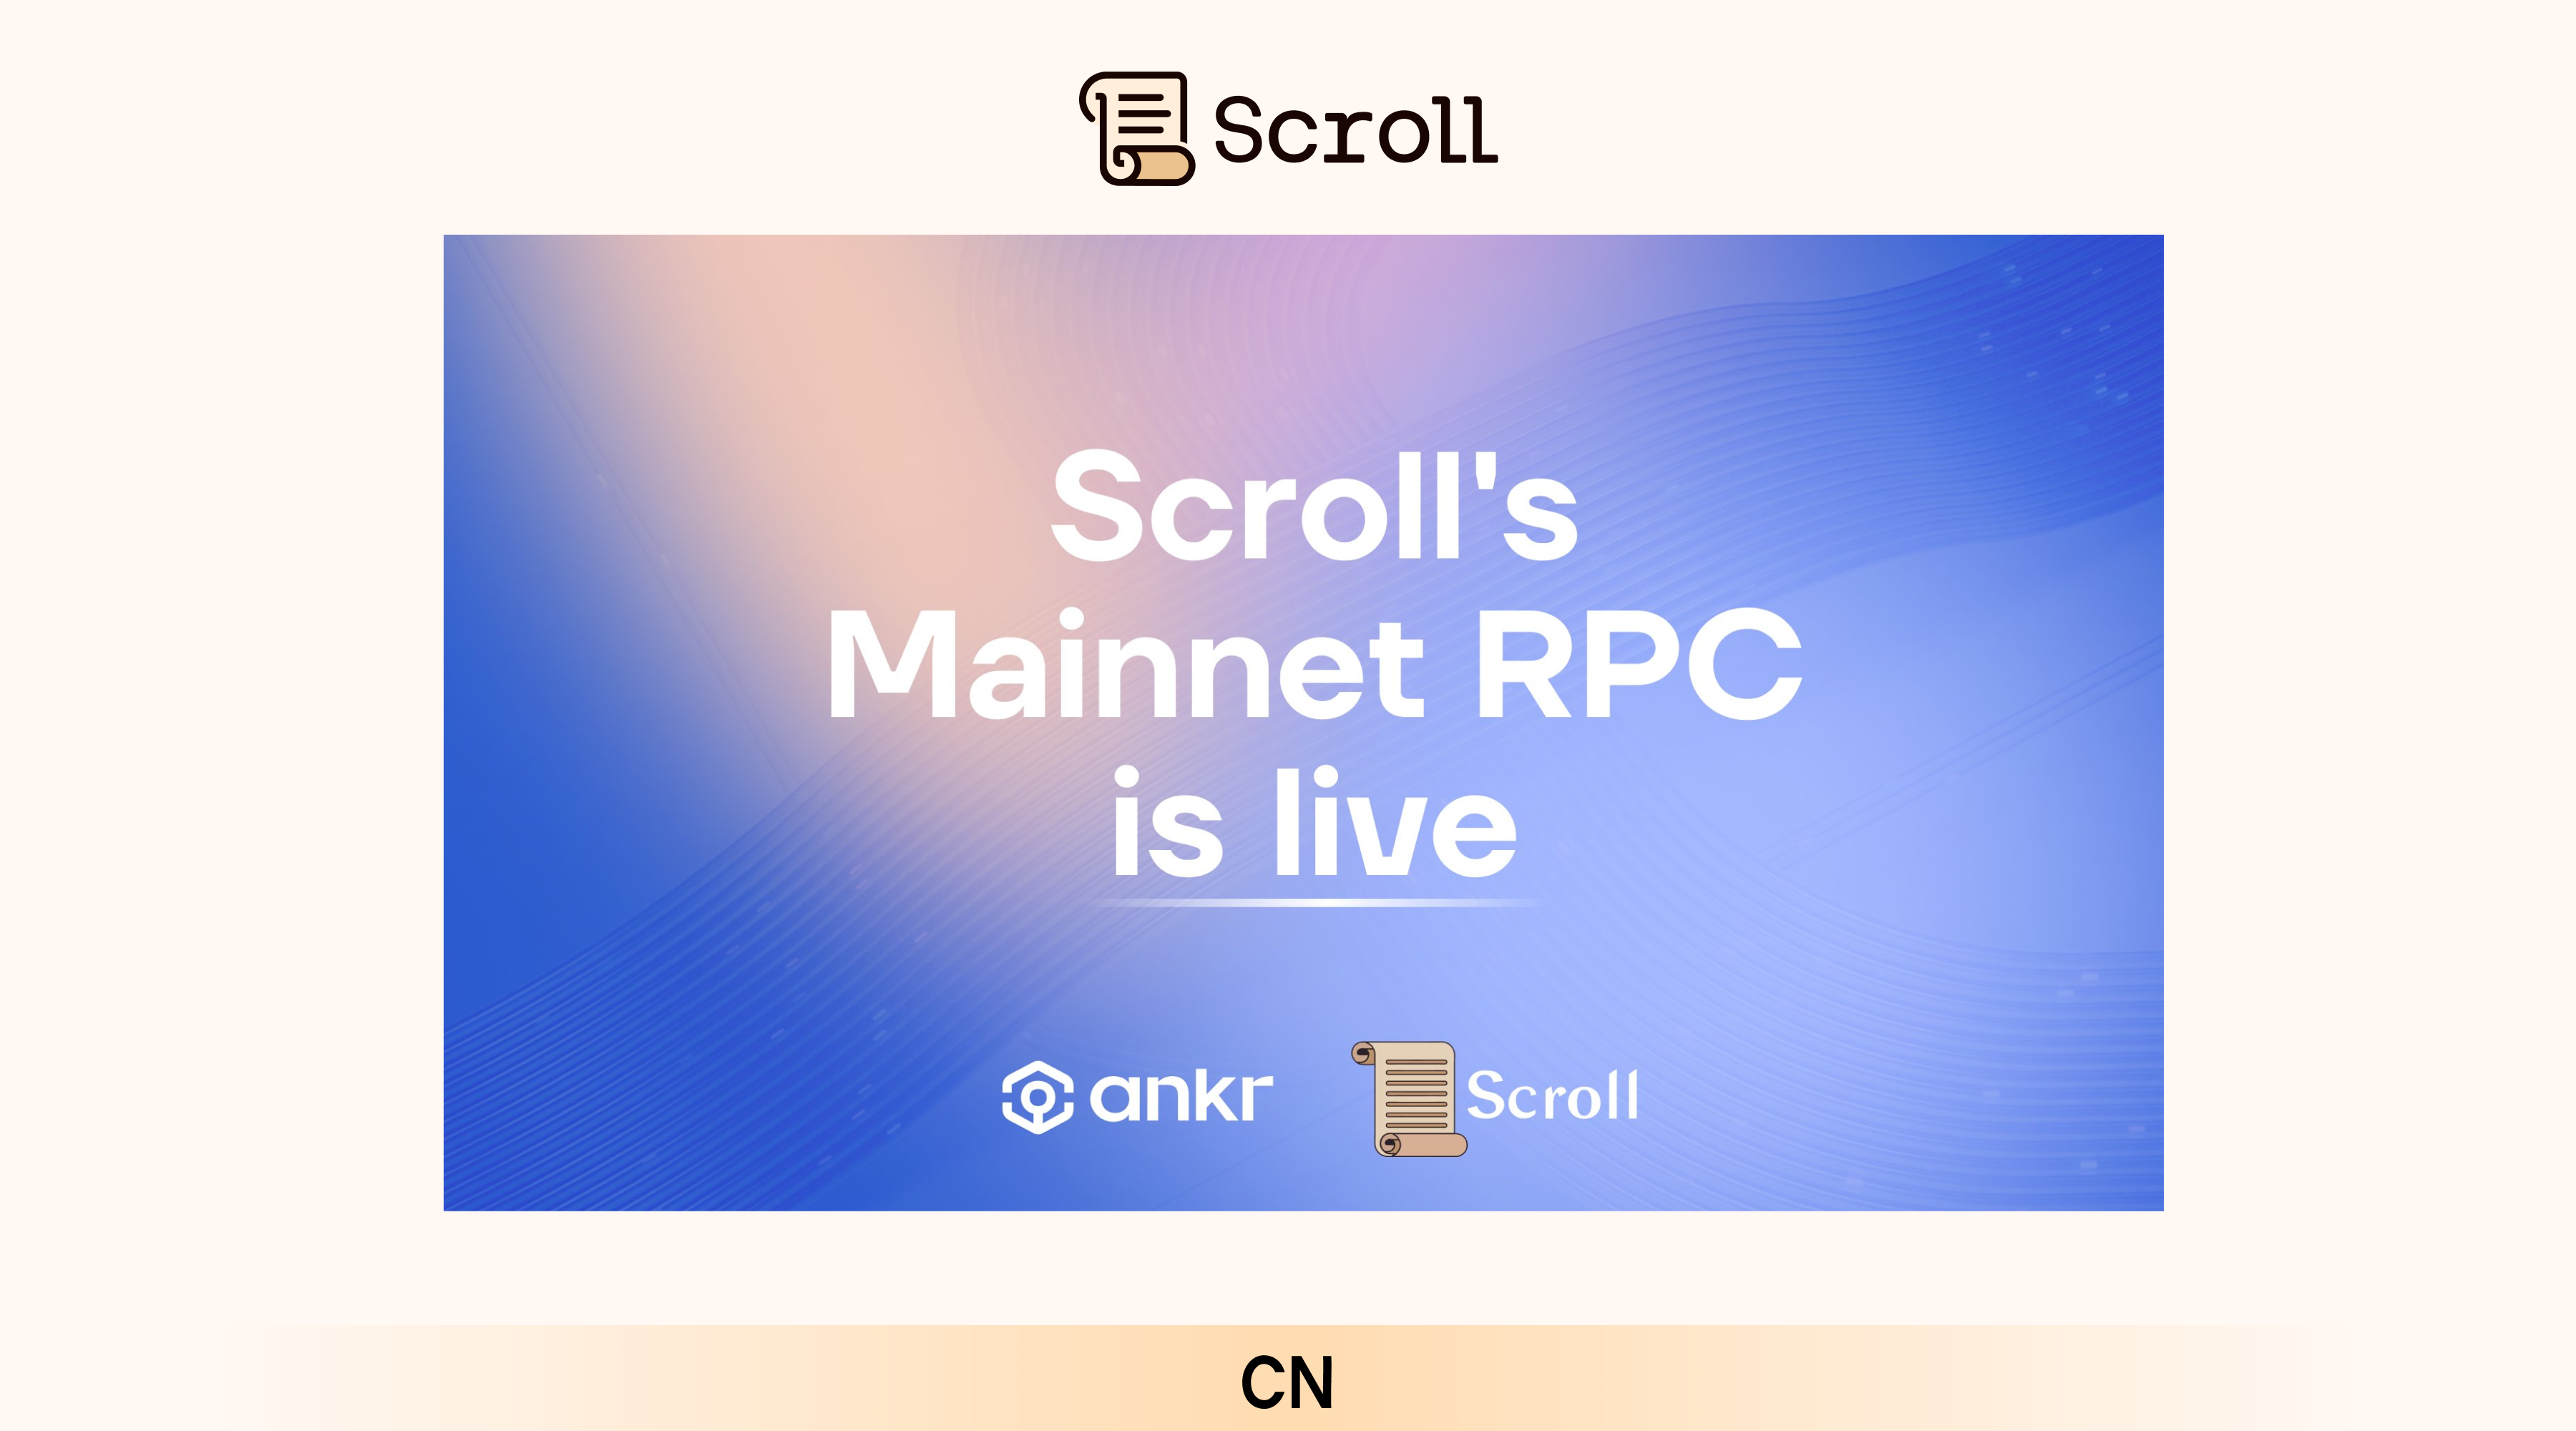 Scroll
Scroll's
Mainnet RPC
is live
ankr Scroll
CN